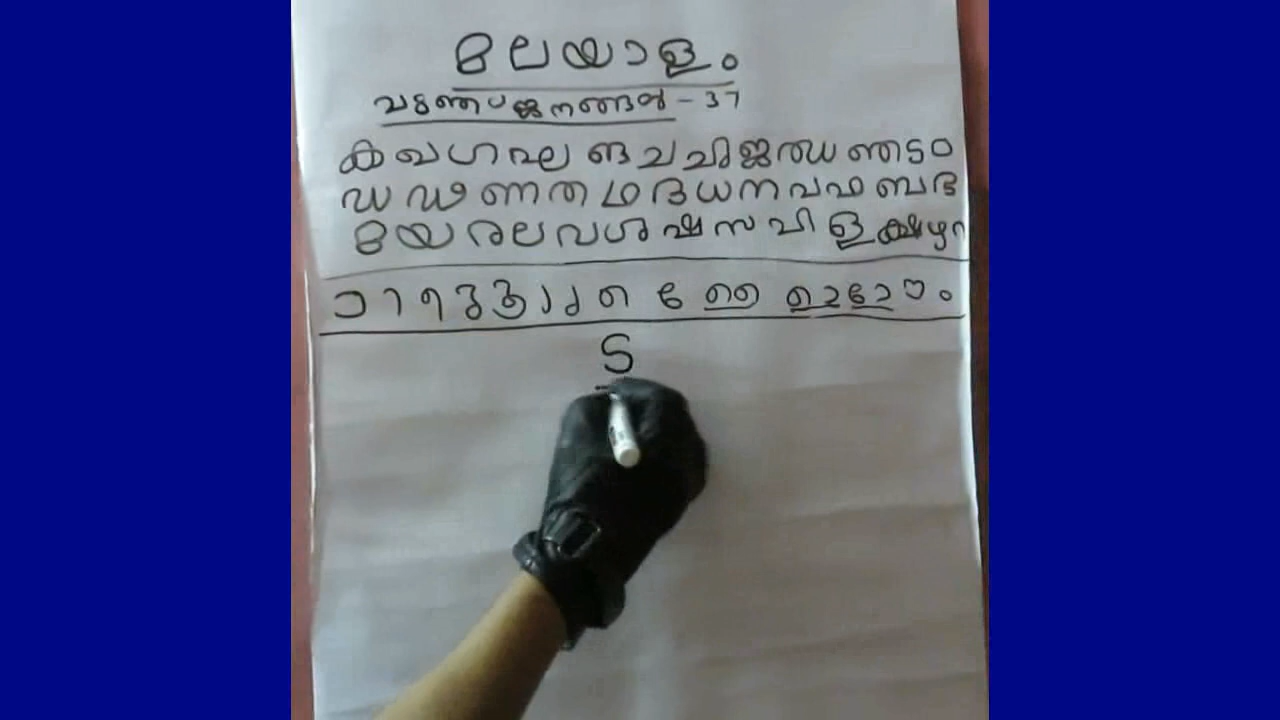 മലയാളം
വ്യഞ്ജനങ്ങൾ - 37
ക ഖ ഗ ഘ ങ ച ഛ ജ ഝ ഞ ട ഠ
ഡ ഢ ണ ത ഥ ദ ധ ന പ ഫ ബ ഭ
മ യ ര ല വ ശ ഷ സ ഹ ള ക്ഷ ഴ റ
ാ ി ീ ു ൂ െ േ ൈ ൊ ോ ം
ട